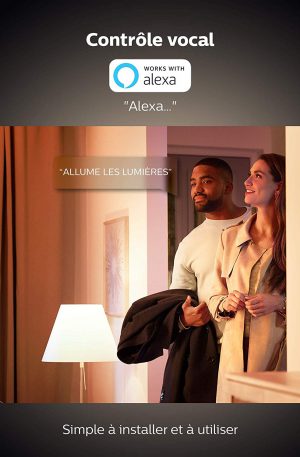 Contrôle vocal
WORKS WITH
alexa
"Alexa..."
"ALLUME LES LUMIÈRES"
Simple à installer et à utiliser